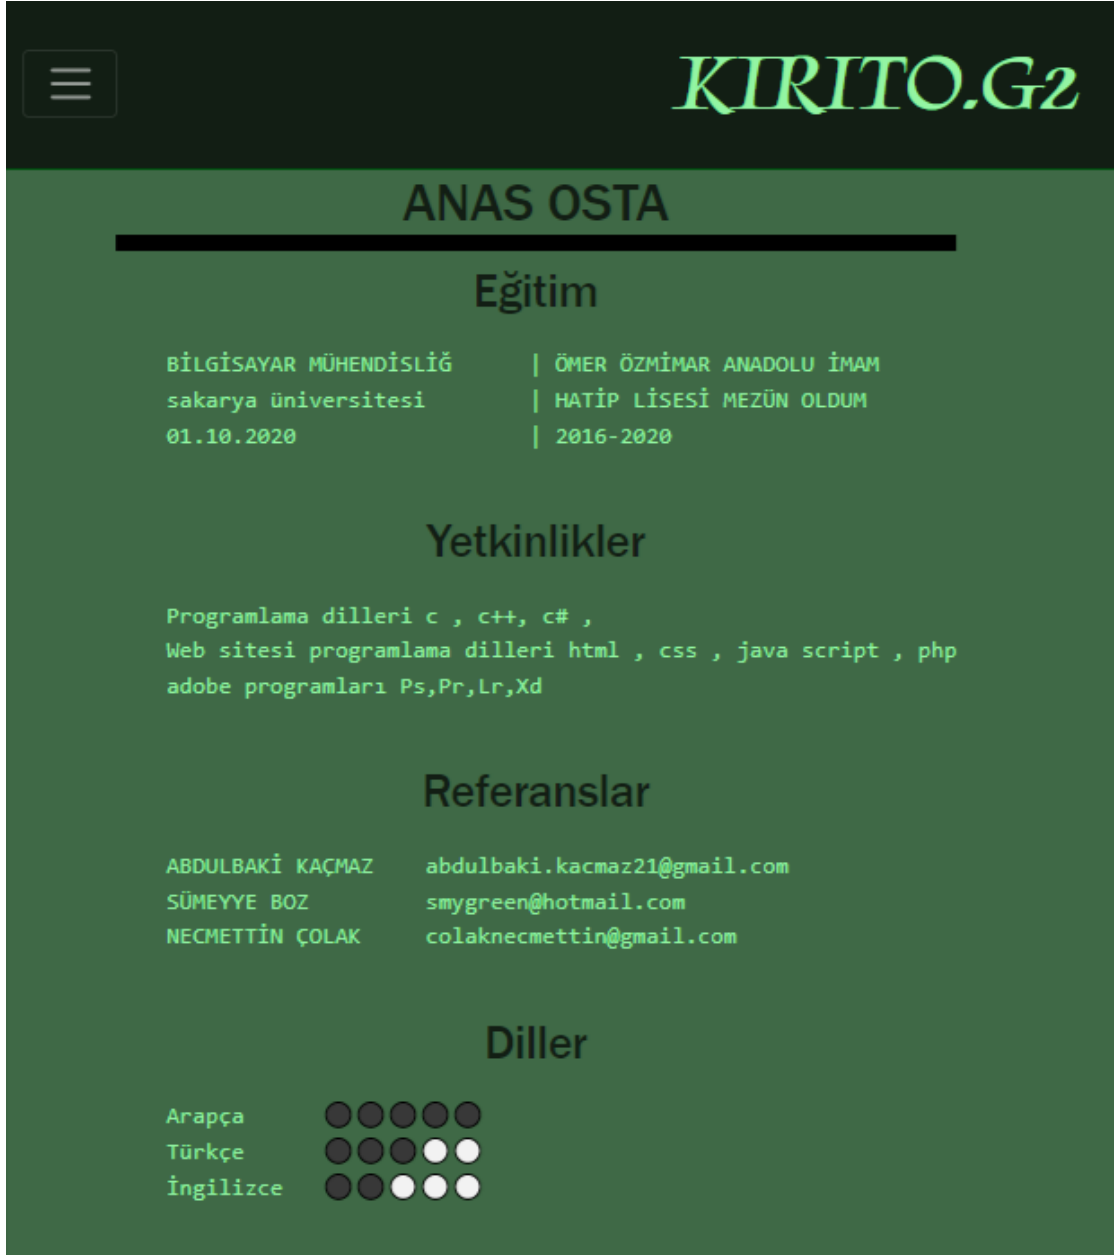 KIRITO.G2
ANAS OSTA
Eğitim
BİLGİSAYAR MÜHENDİSLİĞ | ÖMER ÖZMİMAR ANADOLU İMAM
sakarya üniversitesi | HATİP LİSESİ MEZÜN OLDUM
01.10.2020 | 2016-2020
Yetkinlikler
Programlama dilleri c , c++, c# ,
Web sitesi programlama dilleri html , css , java script , php
adobe programları Ps,Pr,Lr,Xd
Referanslar
ABDULBAKİ KAÇMAZ abdulbaki.kacmaz21@gmail.com
SÜMEYYE BOZ smygreen@hotmail.com
NECMETTİN ÇOLAK colaknecmettin@gmail.com
Diller
Arapça
Türkçe
İngilizce